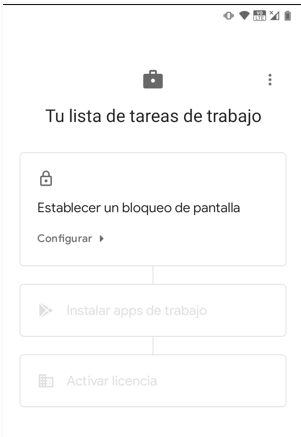 Tu lista de tareas de trabajo
Establecer un bloqueo de pantalla
Configurar
Instalar apps de trabajo
Activar licencia